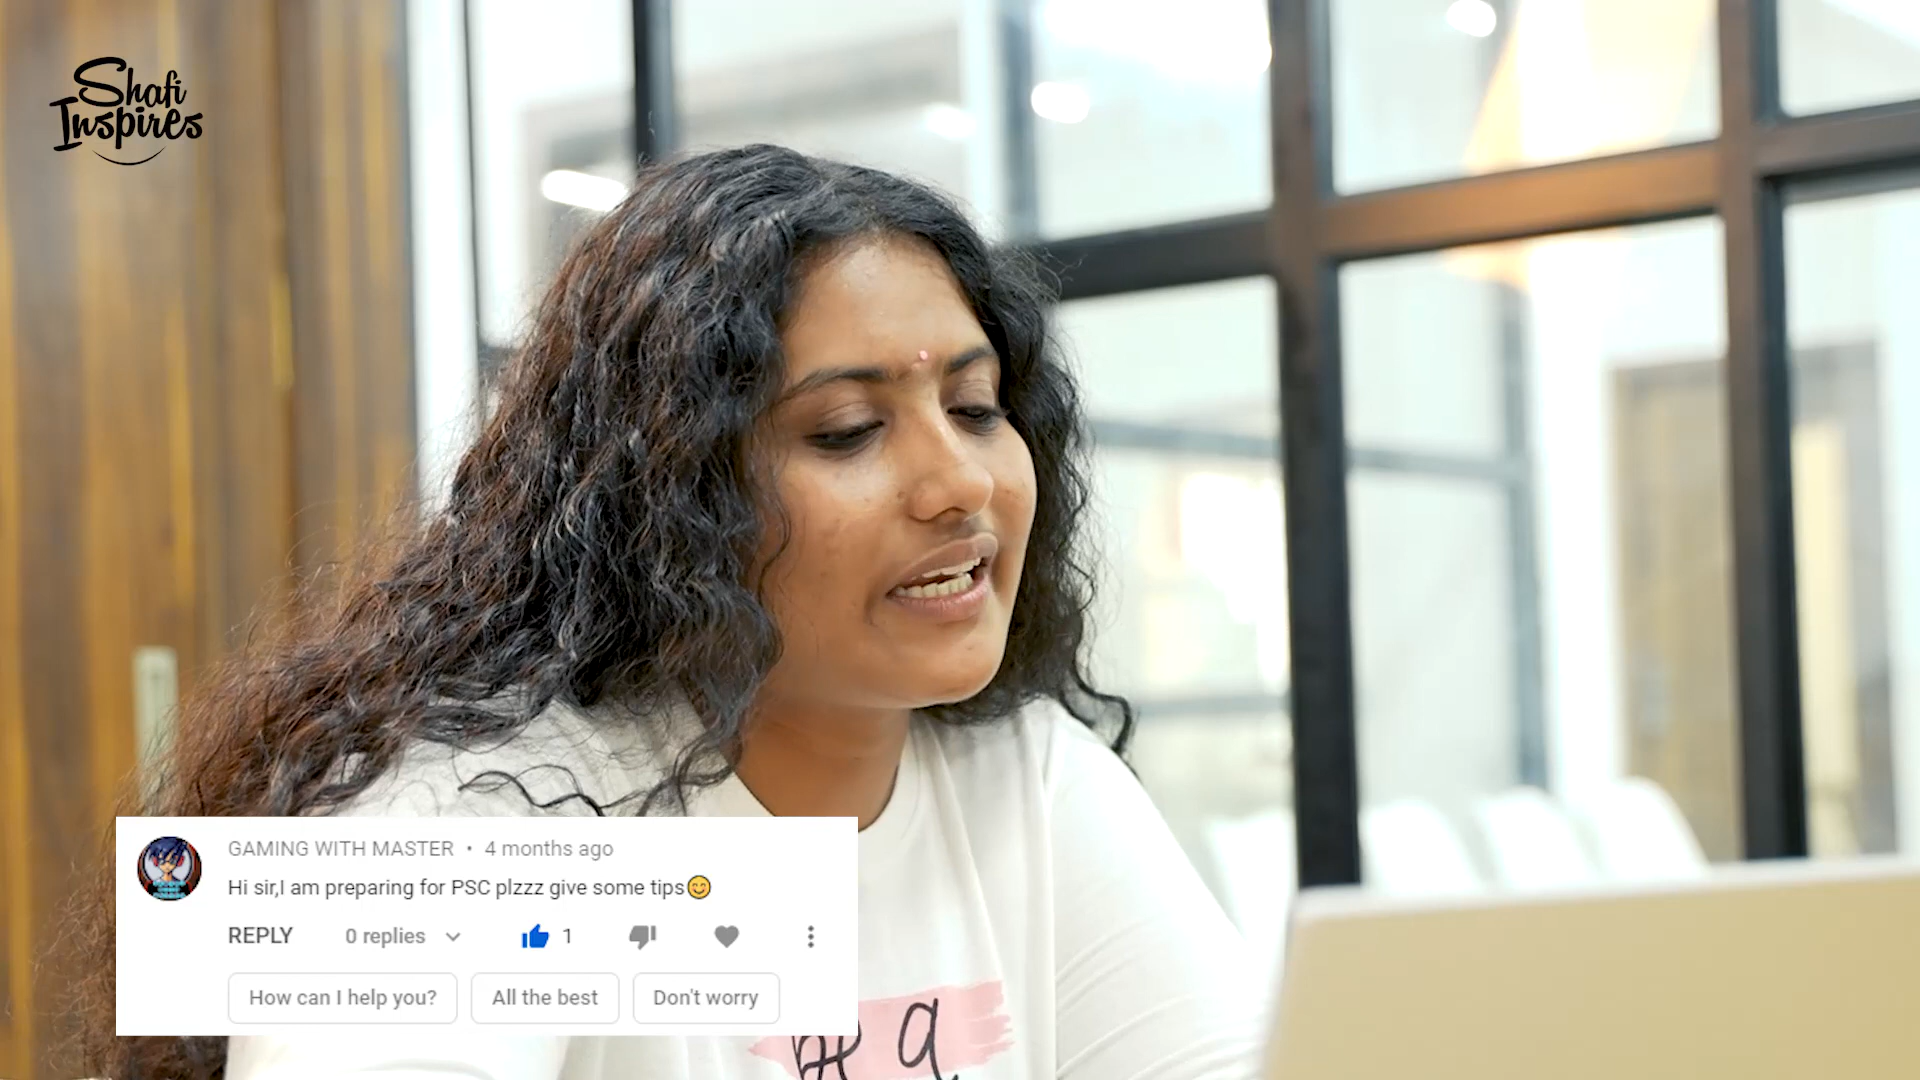 Shafi
Inspires
GAMING WITH MASTER • 4 months ago
Hi sir,I am preparing for PSC plzzz give some tips😊
REPLY 0 replies 1
How can I help you? All the best Don't worry
a